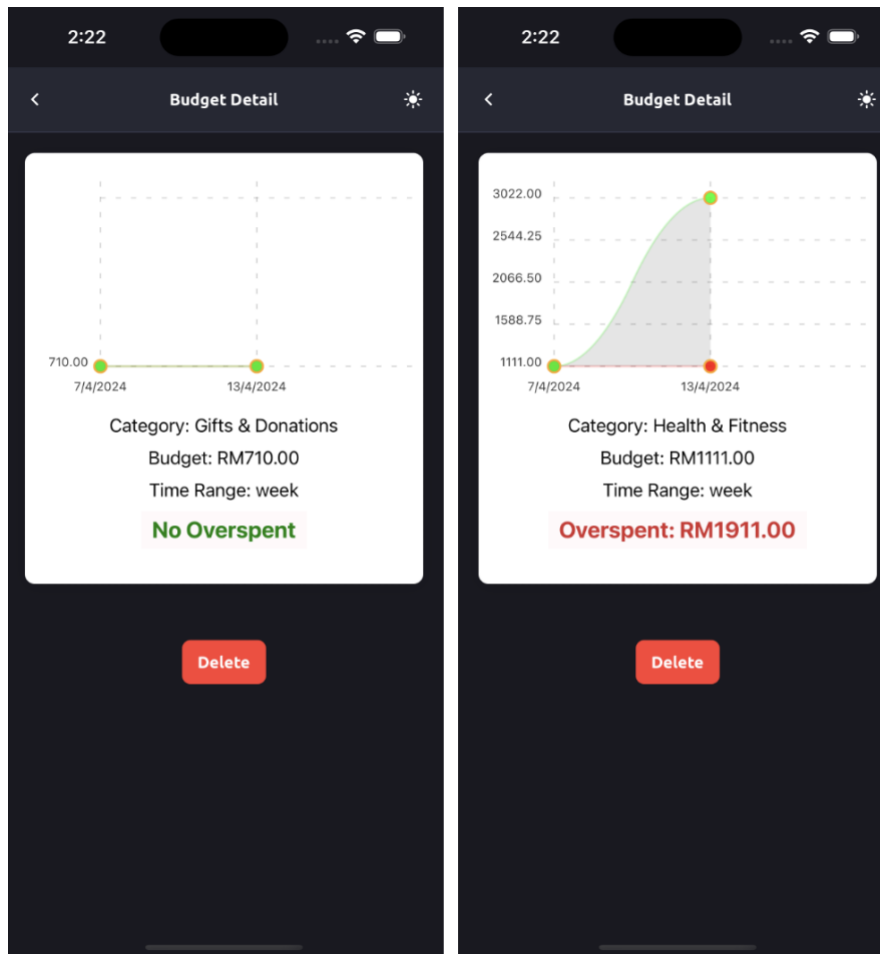 2:22
Budget Detail
710.00
7/4/2024 13/4/2024
Category: Gifts & Donations
Budget: RM710.00
Time Range: week
No Overspent
Delete
2:22
Budget Detail
3022.00
2544.25
2066.50
1588.75
1111.00
7/4/2024 13/4/2024
Category: Health & Fitness
Budget: RM1111.00
Time Range: week
Overspent: RM1911.00
Delete